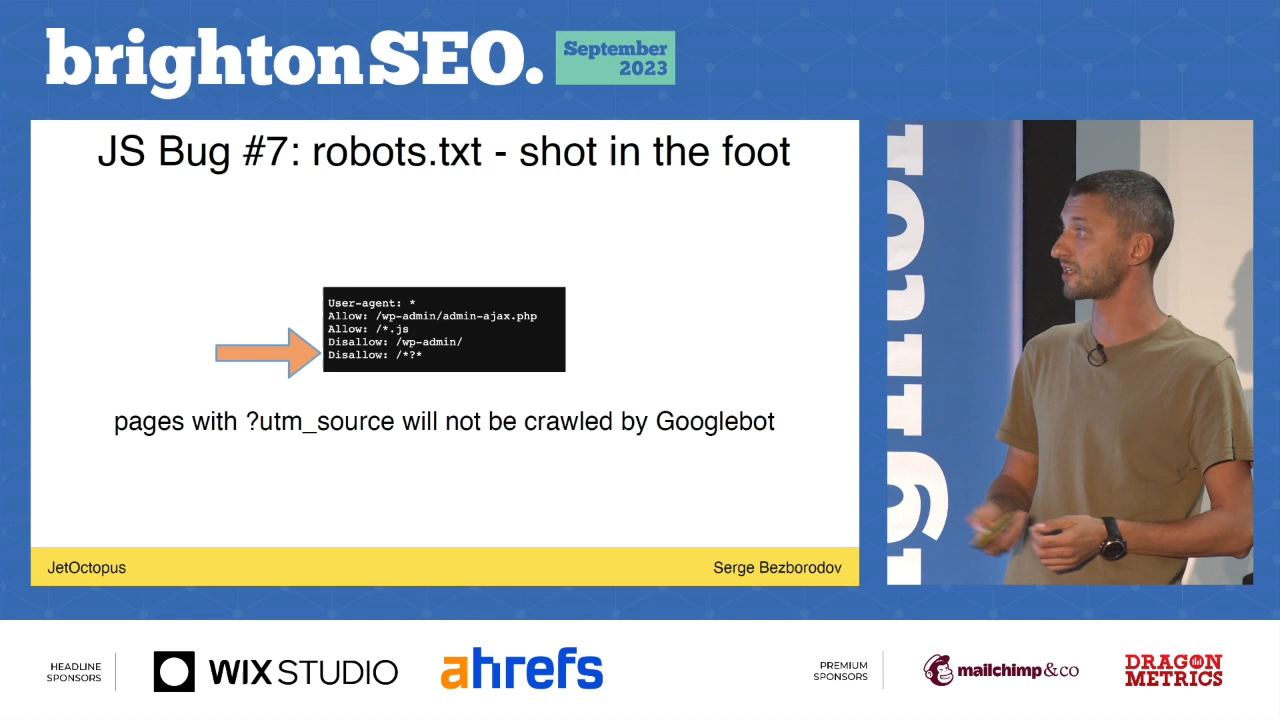 brightonSEO.
September
2023
JS Bug #7: robots.txt - shot in the foot
User-agent: *
Allow: /wp-admin/admin-ajax.php
Allow: /*.js
Disallow: /wp-admin/
Disallow: /*?*
pages with ?utm_source will not be crawled by Googlebot
JetOctopus
Serge Bezborodov
HEADLINE
SPONSORS
WIX STUDIO
ahrefs
PREMIUM
SPONSORS
mailchimp&co
DRAGON
METRICS